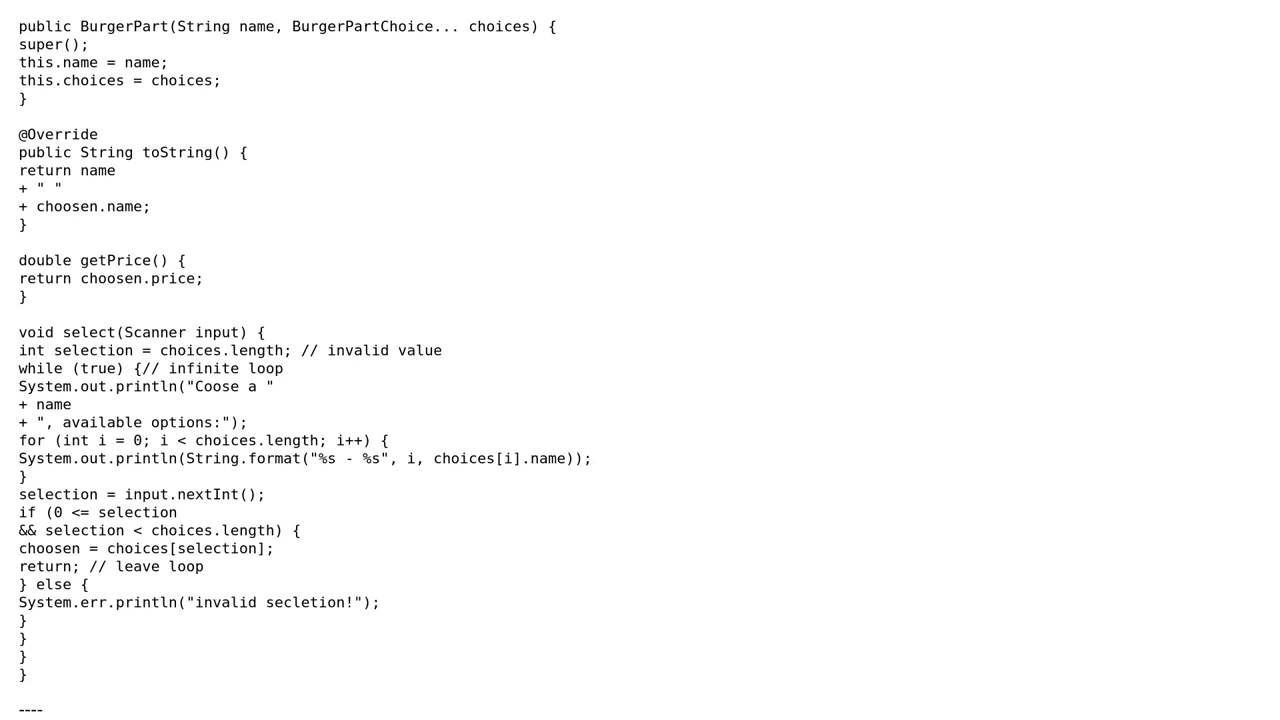 public BurgerPart(String name, BurgerPartChoice... choices) {
super();
this.name = name;
this.choices = choices;
}

@Override
public String toString() {
return name
+ " "
+ choosen.name;
}

double getPrice() {
return choosen.price;
}

void select(Scanner input) {
int selection = choices.length; // invalid value
while (true) {// infinite loop
System.out.println("Coose a "
+ name
+ ", available options:");
for (int i = 0; i < choices.length; i++) {
System.out.println(String.format("%s - %s", i, choices[i].name));
}
selection = input.nextInt();
if (0 <= selection
&& selection < choices.length) {
choosen = choices[selection];
return; // leave loop
} else {
System.err.println("invalid secletion!");
}
}
}
}

----